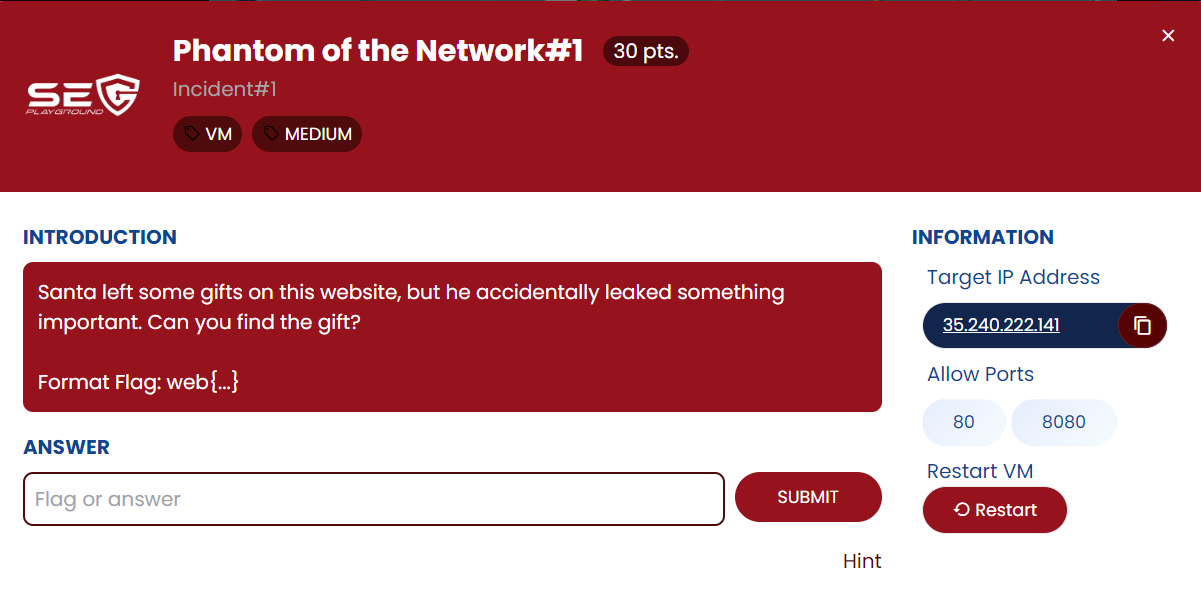 Phantom of the Network#1 30 pts.
Incident#1
SEC
PLAYGROUND
VM MEDIUM
INTRODUCTION
Santa left some gifts on this website, but he accidentally leaked something
important. Can you find the gift?
Format Flag: web{...}
ANSWER
Flag or answer
SUBMIT
Hint
INFORMATION
Target IP Address
35.240.222.141
Allow Ports
80 8080
Restart VM
Restart